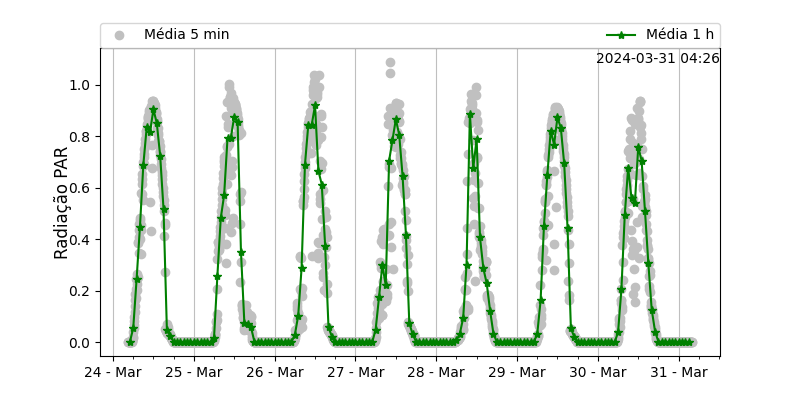 Média 5 min
Média 1 h
2024-03-31 04:26
Radiação PAR
1.0
0.8
0.6
0.4
0.2
0.0
24 - Mar 25 - Mar 26 - Mar 27 - Mar 28 - Mar 29 - Mar 30 - Mar 31 - Mar